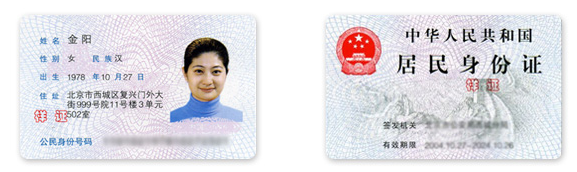 姓名 金阳
性别 女 民族 汉
出生 1978 年 10 月 27 日
住址 北京市西城区复兴门外大
街999号院11号楼3单元
502室
样证
公民身份号码
中华人民共和国
居民身份证
样证
签发机关
有效期限 2004.10.27-2024.10.26